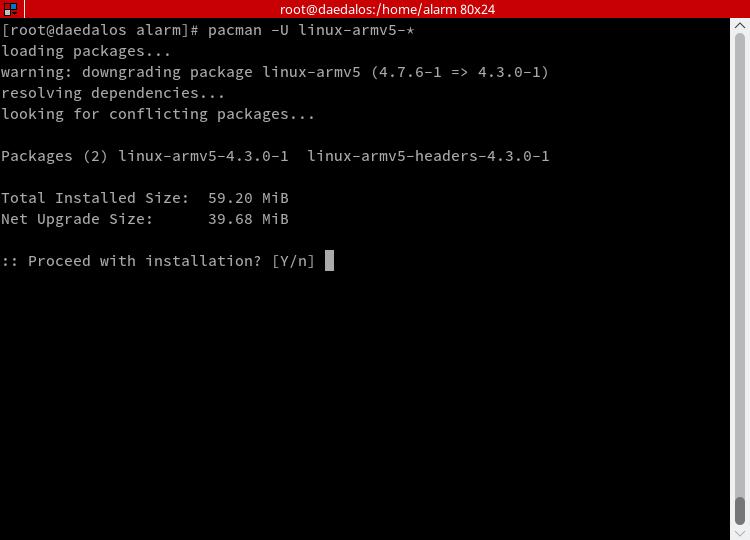 root@daedalos:/home/alarm 80x24
[root@daedalos alarm]# pacman -U linux-armv5-*
loading packages...
warning: downgrading package linux-armv5 (4.7.6-1 => 4.3.0-1)
resolving dependencies...
looking for conflicting packages...
Packages (2) linux-armv5-4.3.0-1  linux-armv5-headers-4.3.0-1
Total Installed Size:  59.20 MiB
Net Upgrade Size:      39.68 MiB
:: Proceed with installation? [Y/n]